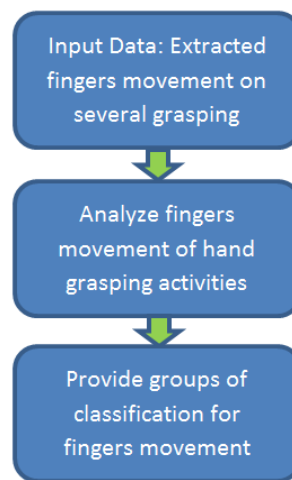 Input Data: Extracted
fingers movement on
several grasping
Analyze fingers
movement of hand
grasping activities
Provide groups of
classification for
fingers movement